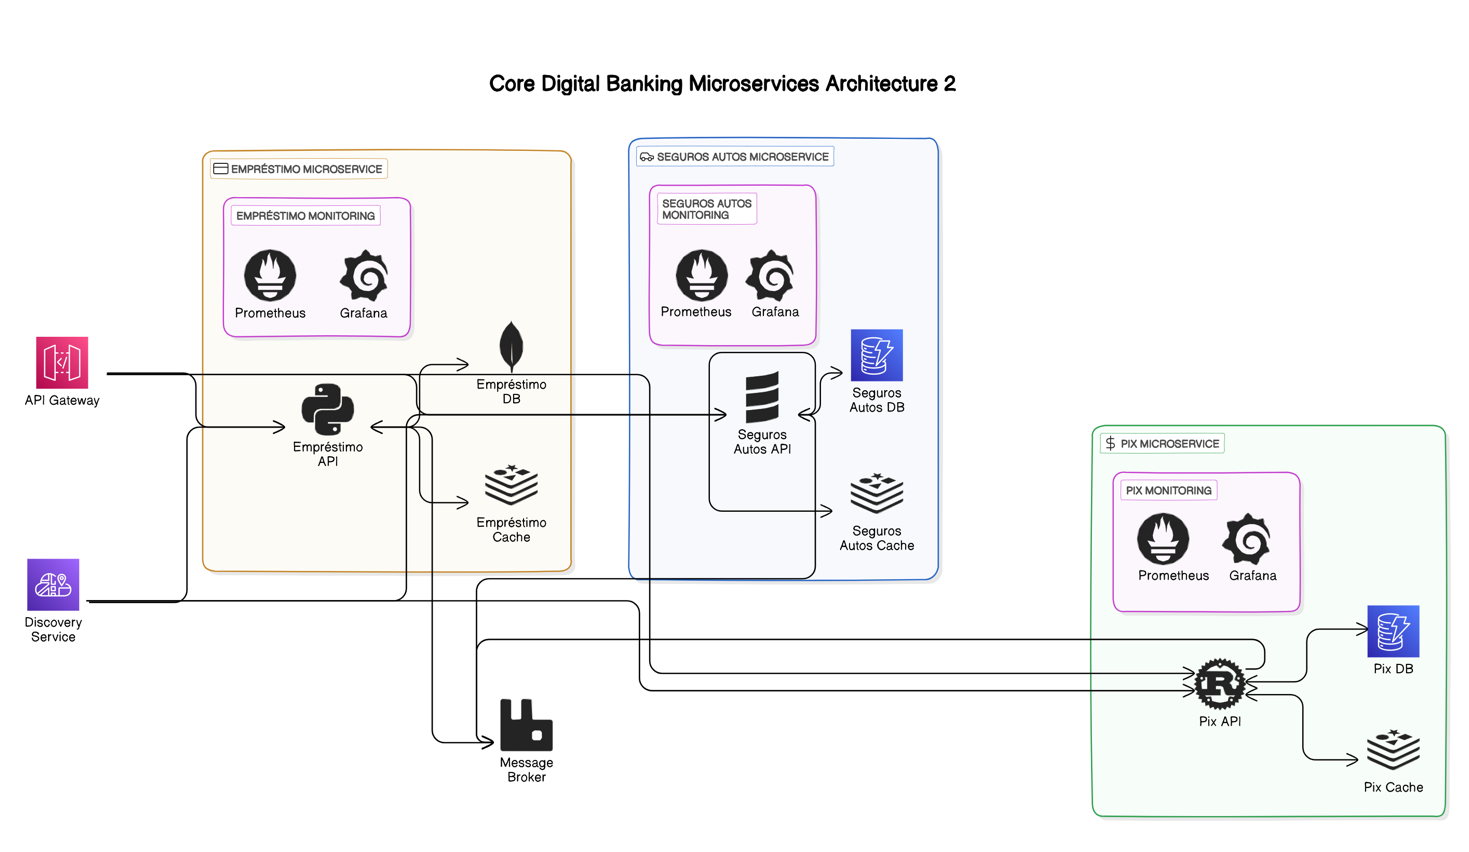 Core Digital Banking Microservices Architecture 2
EMPRÉSTIMO MICROSERVICE
EMPRÉSTIMO MONITORING
Prometheus
Grafana
Empréstimo
DB
Empréstimo
API
Empréstimo
Cache
SEGUROS AUTOS MICROSERVICE
SEGUROS AUTOS
MONITORING
Prometheus
Grafana
Seguros
Autos DB
Seguros
Autos API
Seguros
Autos Cache
API Gateway
Discovery
Service
Message
Broker
PIX MICROSERVICE
PIX MONITORING
Prometheus
Grafana
Pix DB
R
Pix API
Pix Cache